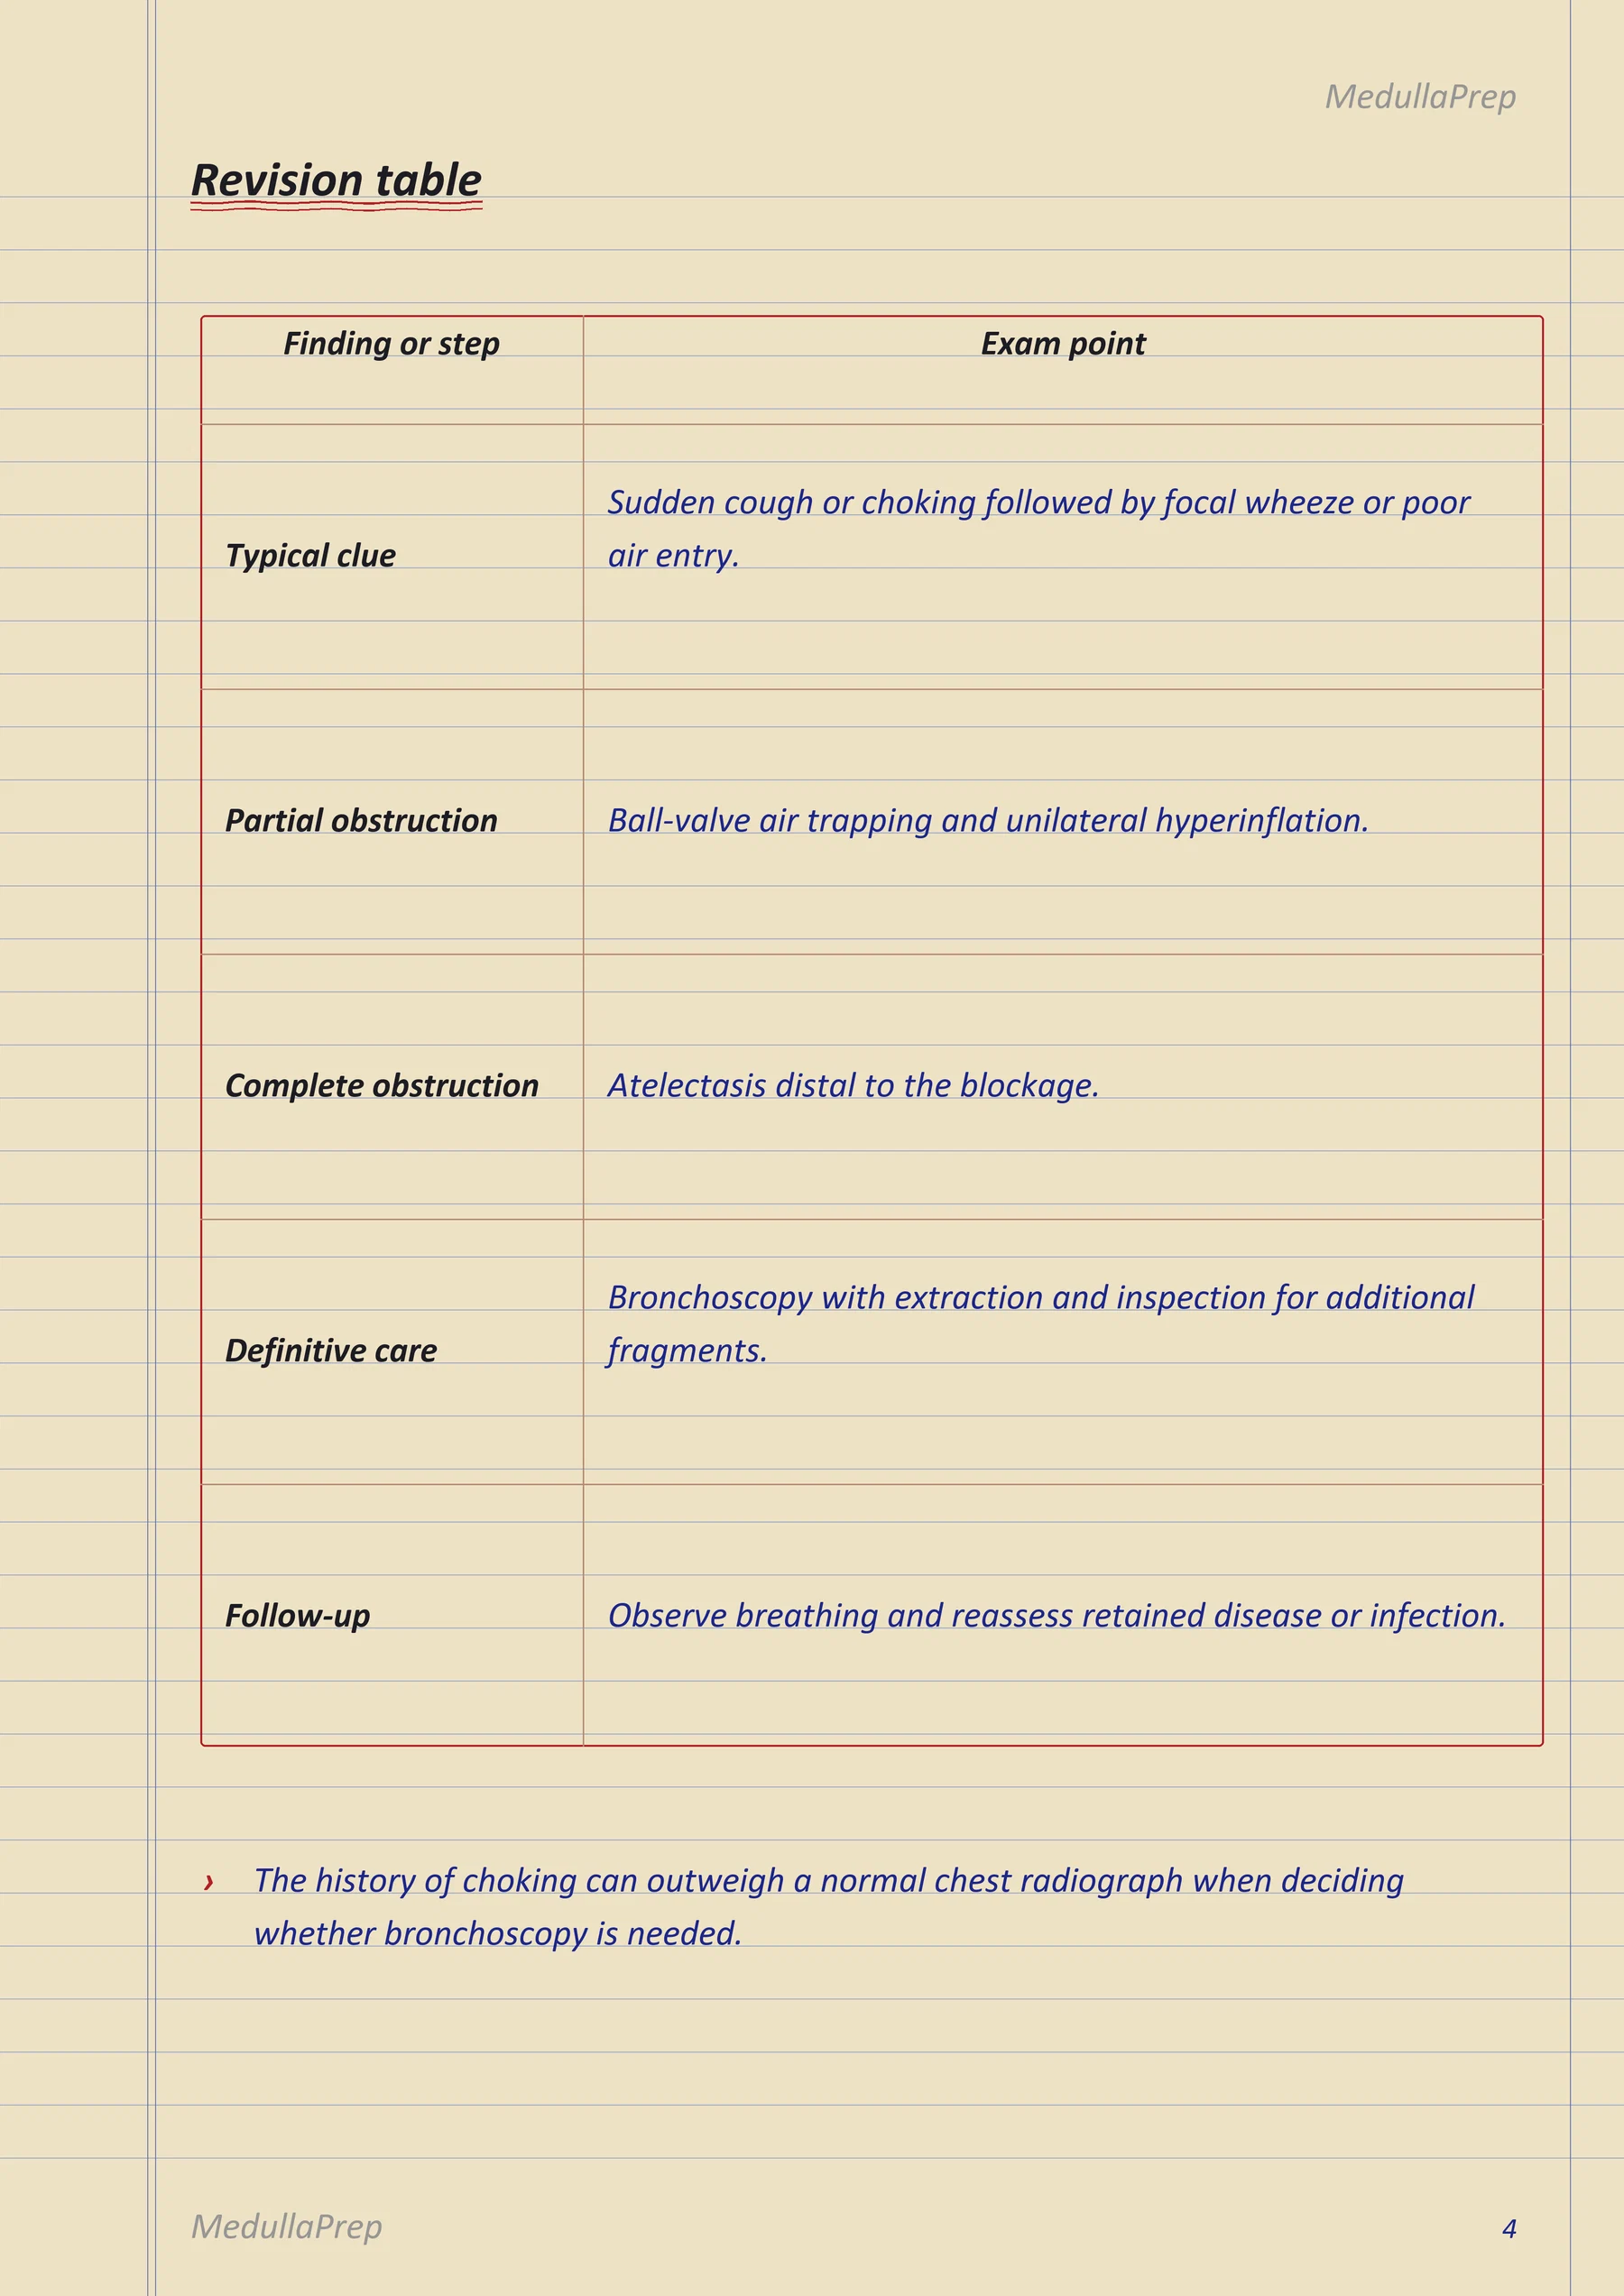 MedullaPrep
Revision table
Finding or step
Exam point
Typical clue
Sudden cough or choking followed by focal wheeze or poor
air entry.
Partial obstruction
Ball-valve air trapping and unilateral hyperinflation.
Complete obstruction
Atelectasis distal to the blockage.
Definitive care
Bronchoscopy with extraction and inspection for additional
fragments.
Follow-up
Observe breathing and reassess retained disease or infection.
› The history of choking can outweigh a normal chest radiograph when deciding
whether bronchoscopy is needed.
MedullaPrep
4